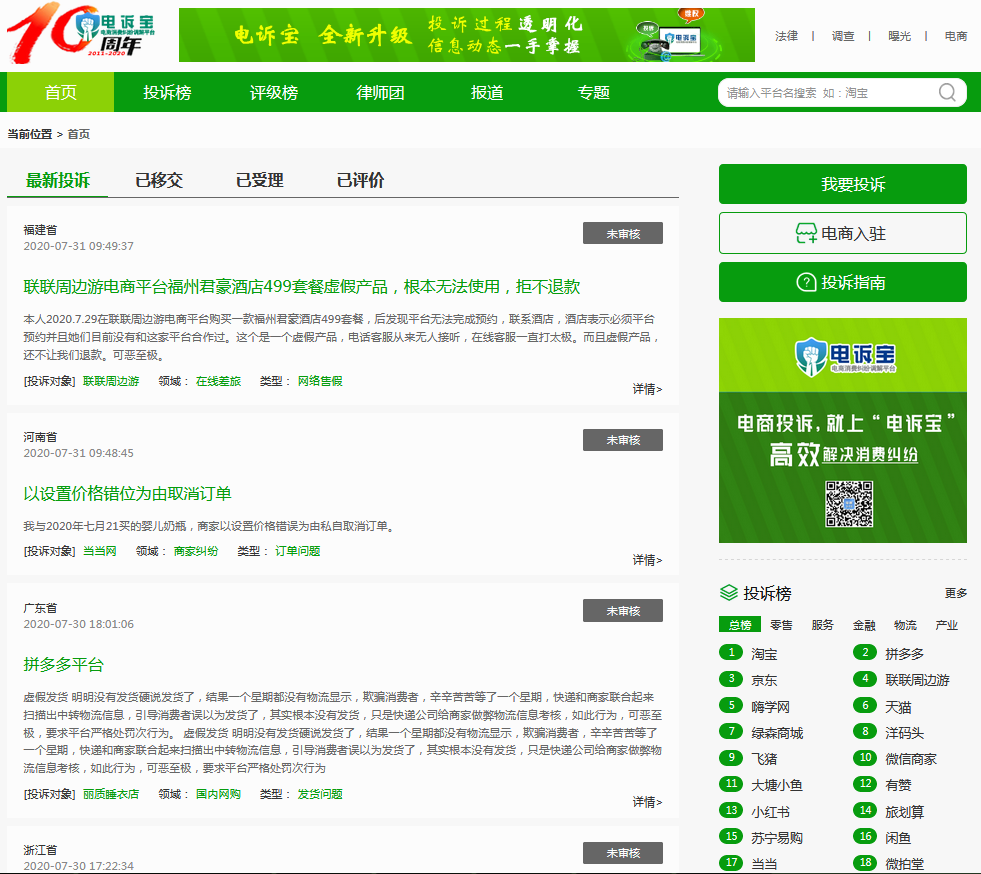 10周年
2011-2020
电诉宝
电商消费纠纷调解平台
电诉宝 全新升级
投诉过程透明化
信息动态一手掌握
投诉
维权
电诉宝
法律 | 调查 | 曝光 | 电商
首页 投诉榜 评级榜 律师团 报道 专题
请输入平台名搜索 如：淘宝
当前位置 > 首页
最新投诉 已移交 已受理 已评价
福建省
未审核
2020-07-31 09:49:37
联联周边游电商平台福州君豪酒店499套餐虚假产品，根本无法使用，拒不退款
本人2020.7.29在联联周边游电商平台购买一款福州君豪酒店499套餐，后发现平台无法完成预约，联系酒店，酒店表示必须平台
预约并且她们目前没有和这家平台合作过。这个是一个虚假产品，电话客服从来无人接听，在线客服一直打太极。而且虚假产品，
还不让我们退款。可恶至极。
[投诉对象] 联联周边游 领域： 在线差旅 类型： 网络售假
详情>
河南省
未审核
2020-07-31 09:48:45
以设置价格错位为由取消订单
我与2020年七月21买的婴儿奶瓶，商家以设置价格错误为由私自取消订单。
[投诉对象] 当当网 领域： 商家纠纷 类型： 订单问题
详情>
广东省
未审核
2020-07-30 18:01:06
拼多多平台
虚假发货 明明没有发货硬说发货了，结果一个星期都没有物流显示，欺骗消费者，辛辛苦苦等了一个星期，快递和商家联合起来
扫描出中转物流信息，引导消费者误以为发货了，其实根本没有发货，只是快递公司给商家做弊物流信息考核，如此行为，可恶至
极，要求平台严格处罚次行为。 虚假发货 明明没有发货硬说发货了，结果一个星期都没有物流显示，欺骗消费者，辛辛苦苦等了
一个星期，快递和商家联合起来扫描出中转物流信息，引导消费者误以为发货了，其实根本没有发货，只是快递公司给商家做弊物
流信息考核，如此行为，可恶至极，要求平台严格处罚次行为
[投诉对象] 丽质睡衣店 领域： 国内网购 类型： 发货问题
详情>
浙江省
未审核
2020-07-30 17:22:34
我要投诉
电商入驻
投诉指南
电诉宝
电商消费纠纷调解平台
电商投诉，就上“电诉宝”
高效解决消费纠纷
投诉榜 更多
总榜 零售 服务 金融 物流 产业
1 淘宝 2 拼多多
3 京东 4 联联周边游
5 嗨学网 6 天猫
7 绿森商城 8 洋码头
9 飞猪 10 微信商家
11 大塘小鱼 12 有赞
13 小红书 14 旅划算
15 苏宁易购 16 闲鱼
17 当当 18 微拍堂